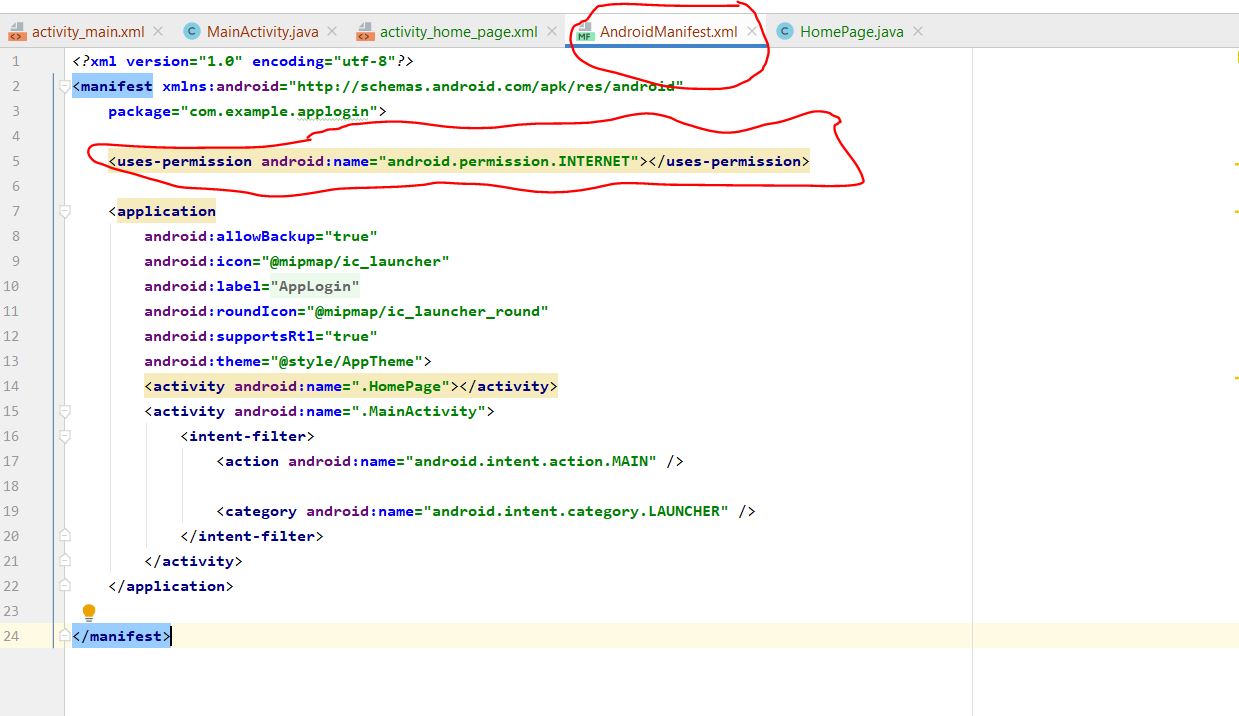 activity_main.xml MainActivity.java activity_home_page.xml AndroidManifest.xml HomePage.java
1 <?xml version="1.0" encoding="utf-8"?>
2 <manifest xmlns:android="http://schemas.android.com/apk/res/android"
3 package="com.example.applogin">
4
5 <uses-permission android:name="android.permission.INTERNET"></uses-permission>
6
7 <application
8 android:allowBackup="true"
9 android:icon="@mipmap/ic_launcher"
10 android:label="AppLogin"
11 android:roundIcon="@mipmap/ic_launcher_round"
12 android:supportsRtl="true"
13 android:theme="@style/AppTheme">
14 <activity android:name=".HomePage"></activity>
15 <activity android:name=".MainActivity">
16 <intent-filter>
17 <action android:name="android.intent.action.MAIN" />
18
19 <category android:name="android.intent.category.LAUNCHER" />
20 </intent-filter>
21 </activity>
22 </application>
23
24 </manifest>